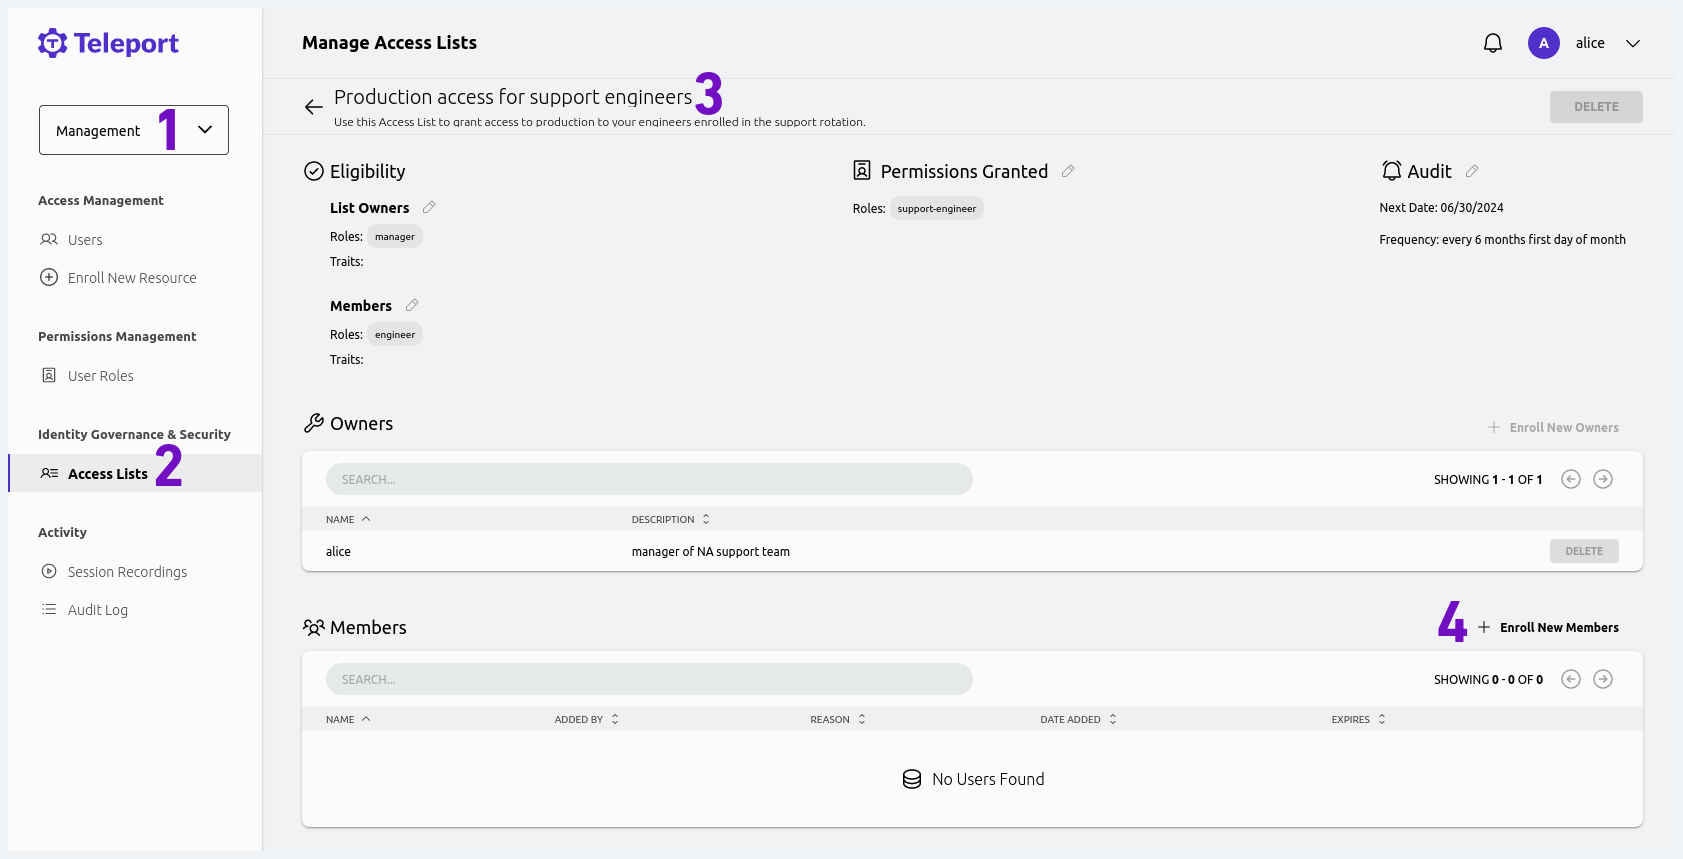 Teleport
Management
1
Access Management
Users
Enroll New Resource
Permissions Management
User Roles
Identity Governance & Security
Access Lists
2
Activity
Session Recordings
Audit Log
Manage Access Lists
A
alice
Production access for support engineers
3
Use this Access List to grant access to production to your engineers enrolled in the support rotation.
DELETE
Eligibility
List Owners
Roles: manager
Traits:
Members
Roles: engineer
Traits:
Permissions Granted
Roles: support-engineer
Audit
Next Date: 06/30/2024
Frequency: every 6 months first day of month
Owners
Enroll New Owners
SEARCH...
SHOWING 1 - 1 OF 1
NAME DESCRIPTION
alice manager of NA support team DELETE
Members
4
Enroll New Members
SEARCH...
SHOWING 0 - 0 OF 0
NAME ADDED BY REASON DATE ADDED EXPIRES
No Users Found